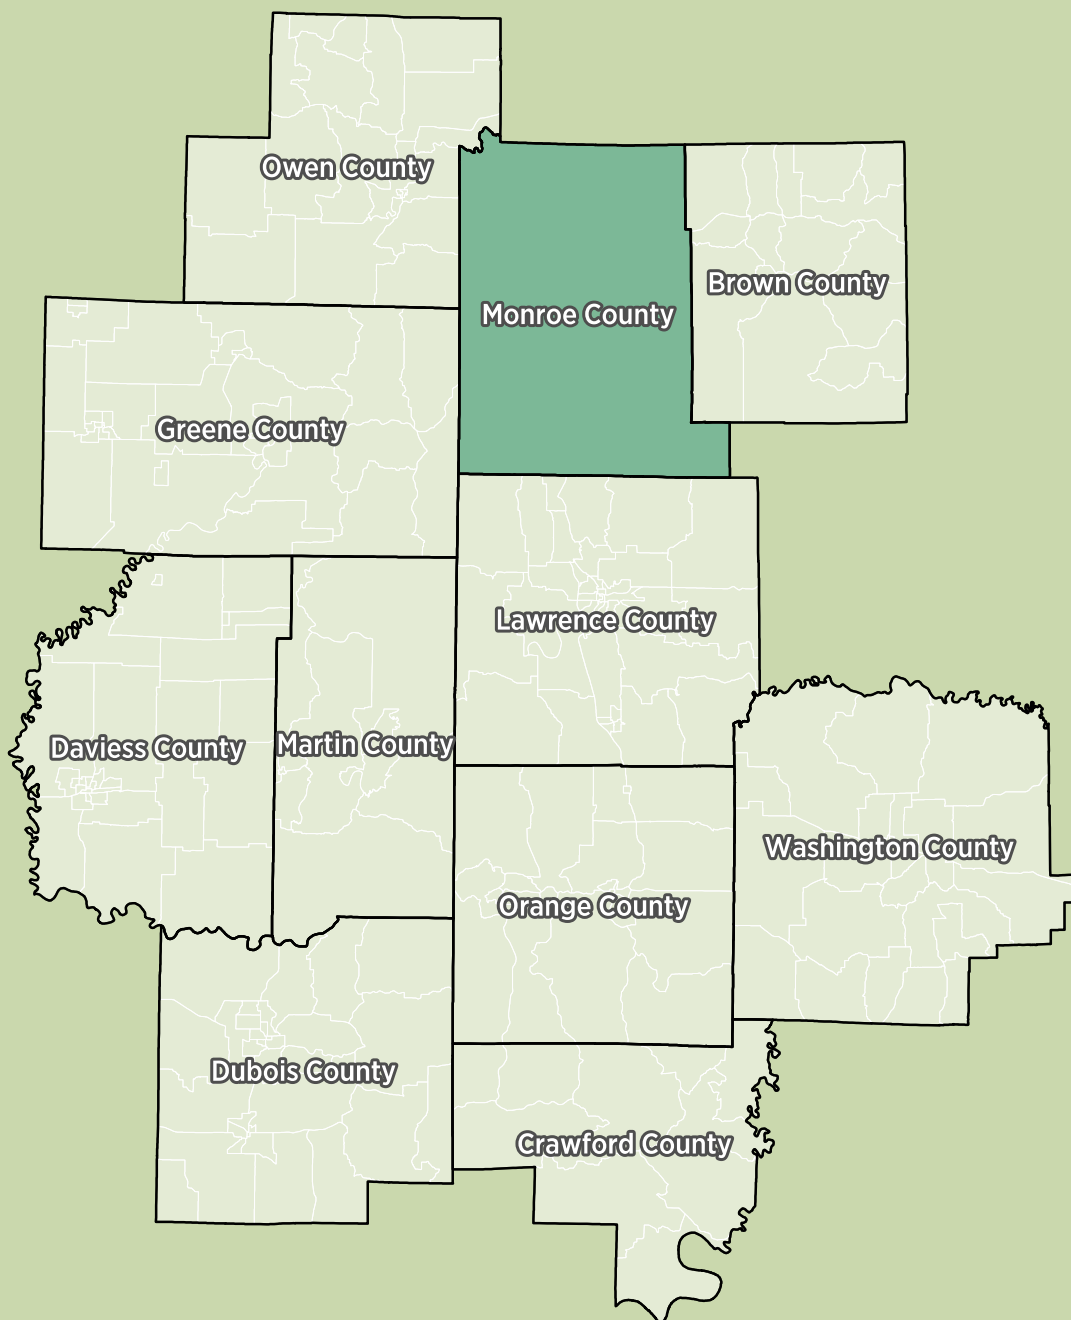 Owen County
Brown County
Monroe County
Greene County
Lawrence County
Martin County
Daviess County
Washington County
Orange County
Dubois County
Crawford County